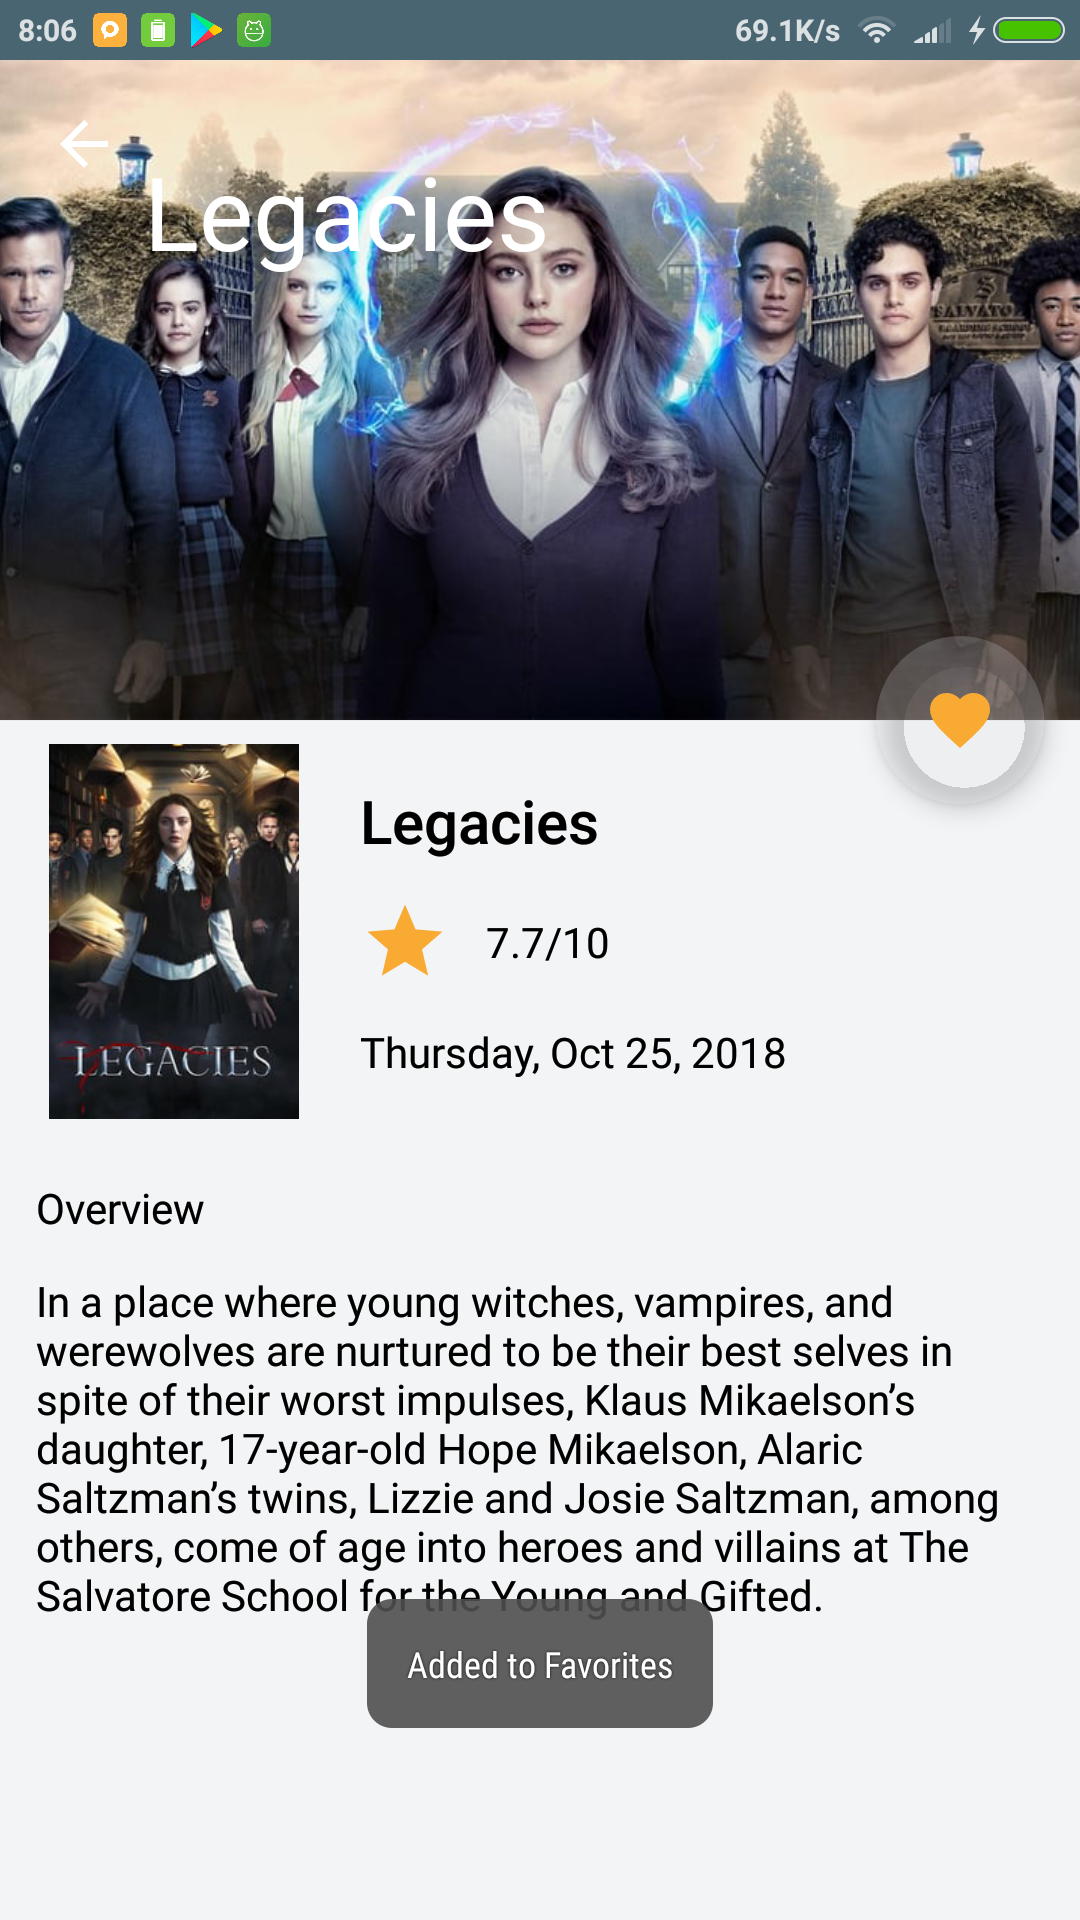 8:06
69.1K/s
Legacies
S
SALVATO
LEGACIES
Legacies
7.7/10
Thursday, Oct 25, 2018
Overview
In a place where young witches, vampires, and
werewolves are nurtured to be their best selves in
spite of their worst impulses, Klaus Mikaelson’s
daughter, 17-year-old Hope Mikaelson, Alaric
Saltzman’s twins, Lizzie and Josie Saltzman, among
others, come of age into heroes and villains at The
Salvatore School for the Young and Gifted.
Added to Favorites